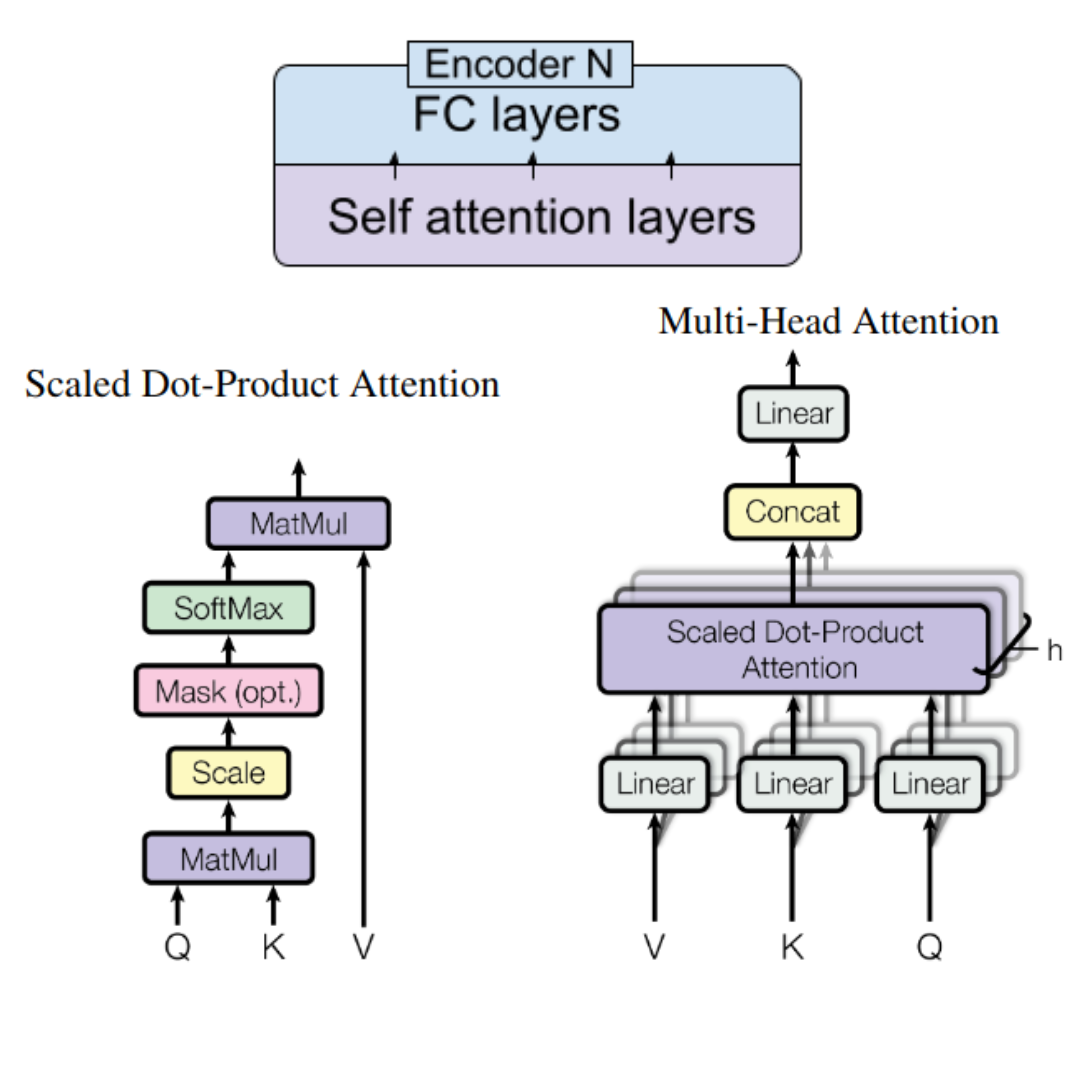 Encoder N
FC layers
Self attention layers
Scaled Dot-Product Attention
MatMul
SoftMax
Mask (opt.)
Scale
MatMul
Q K V
Multi-Head Attention
Linear
Concat
Scaled Dot-Product
Attention
h
Linear Linear Linear
V K Q